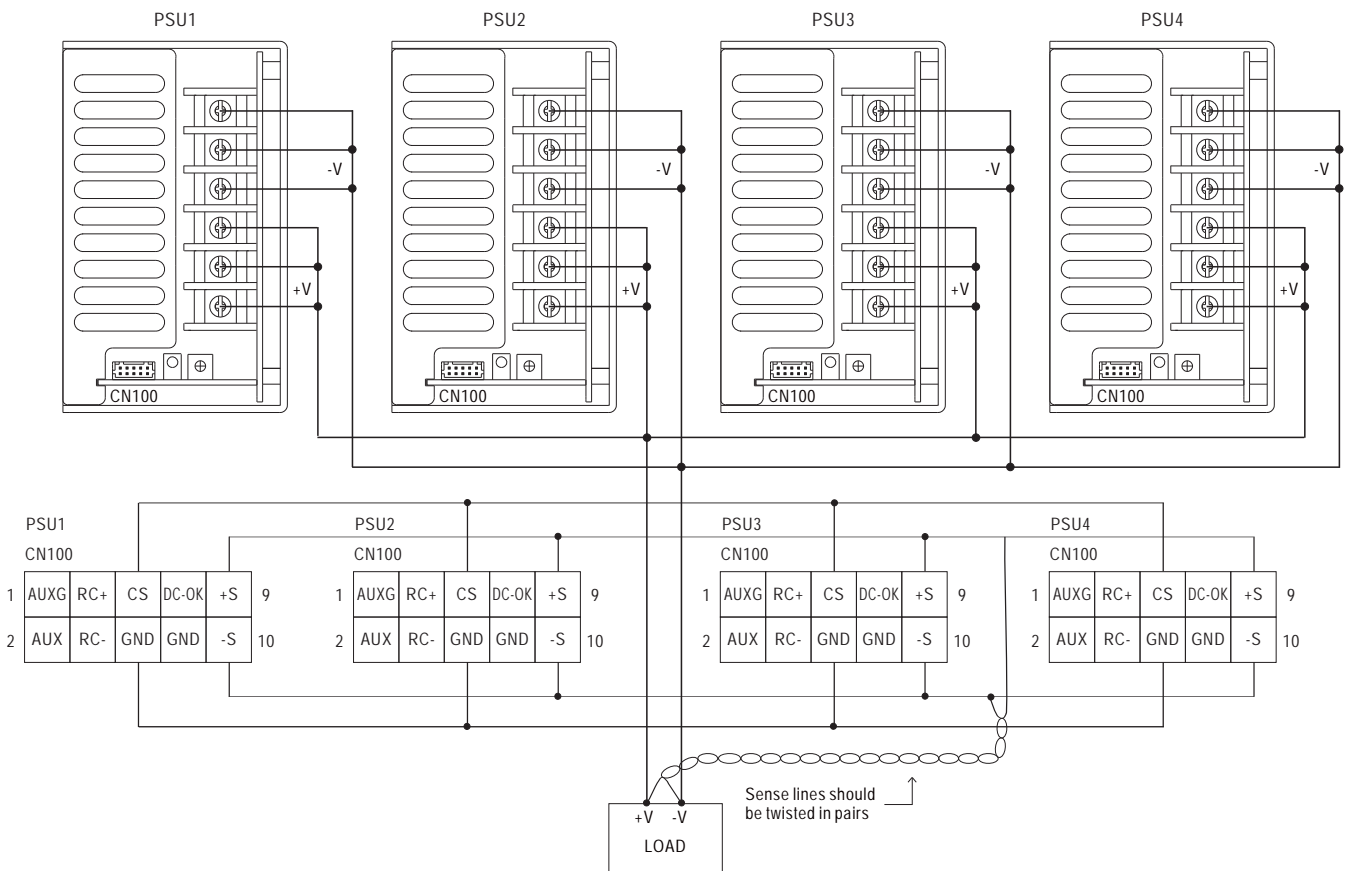 PSU1 PSU2 PSU3 PSU4
-V -V -V -V
+V +V +V +V
CN100 CN100 CN100 CN100
PSU1 PSU2 PSU3 PSU4
CN100 CN100 CN100 CN100
1 AUXG RC+ CS DC-OK +S 9 1 AUXG RC+ CS DC-OK +S 9 1 AUXG RC+ CS DC-OK +S 9 1 AUXG RC+ CS DC-OK +S 9
2 AUX RC- GND GND -S 10 2 AUX RC- GND GND -S 10 2 AUX RC- GND GND -S 10 2 AUX RC- GND GND -S 10
Sense lines should
be twisted in pairs
+V -V
LOAD